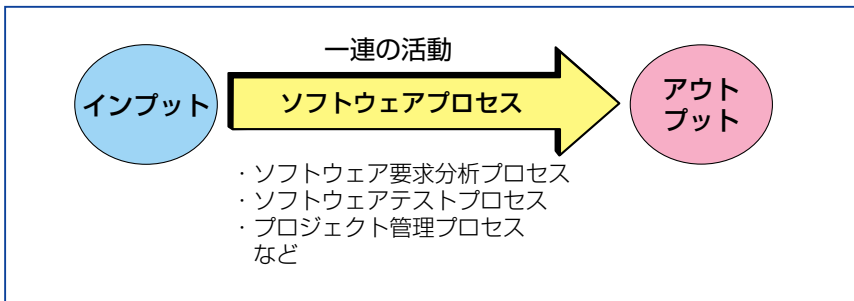 一連の活動
インプット
ソフトウェアプロセス
アウト
プット
・ソフトウェア要求分析プロセス
・ソフトウェアテストプロセス
・プロジェクト管理プロセス
など